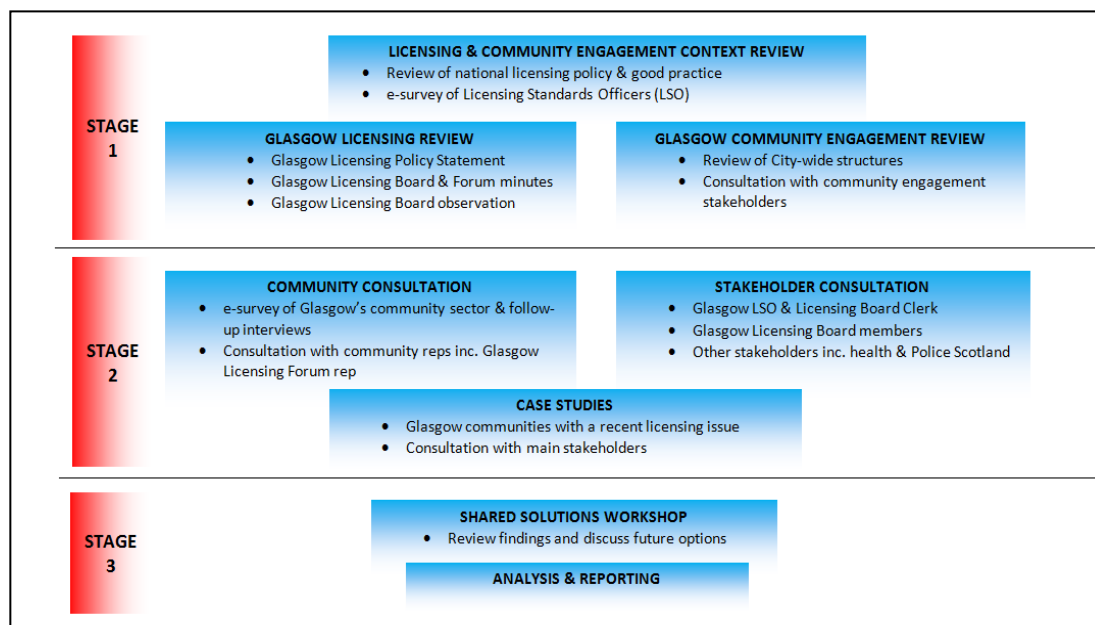 STAGE
1
LICENSING & COMMUNITY ENGAGEMENT CONTEXT REVIEW
• Review of national licensing policy & good practice
• e-survey of Licensing Standards Officers (LSO)
GLASGOW LICENSING REVIEW
• Glasgow Licensing Policy Statement
• Glasgow Licensing Board & Forum minutes
• Glasgow Licensing Board observation
GLASGOW COMMUNITY ENGAGEMENT REVIEW
• Review of City-wide structures
• Consultation with community engagement
stakeholders
STAGE
2
COMMUNITY CONSULTATION
• e-survey of Glasgow's community sector & follow-
up interviews
• Consultation with community reps inc. Glasgow
Licensing Forum rep
STAKEHOLDER CONSULTATION
• Glasgow LSO & Licensing Board Clerk
• Glasgow Licensing Board members
• Other stakeholders inc. health & Police Scotland
CASE STUDIES
• Glasgow communities with a recent licensing issue
• Consultation with main stakeholders
STAGE
3
SHARED SOLUTIONS WORKSHOP
• Review findings and discuss future options
ANALYSIS & REPORTING